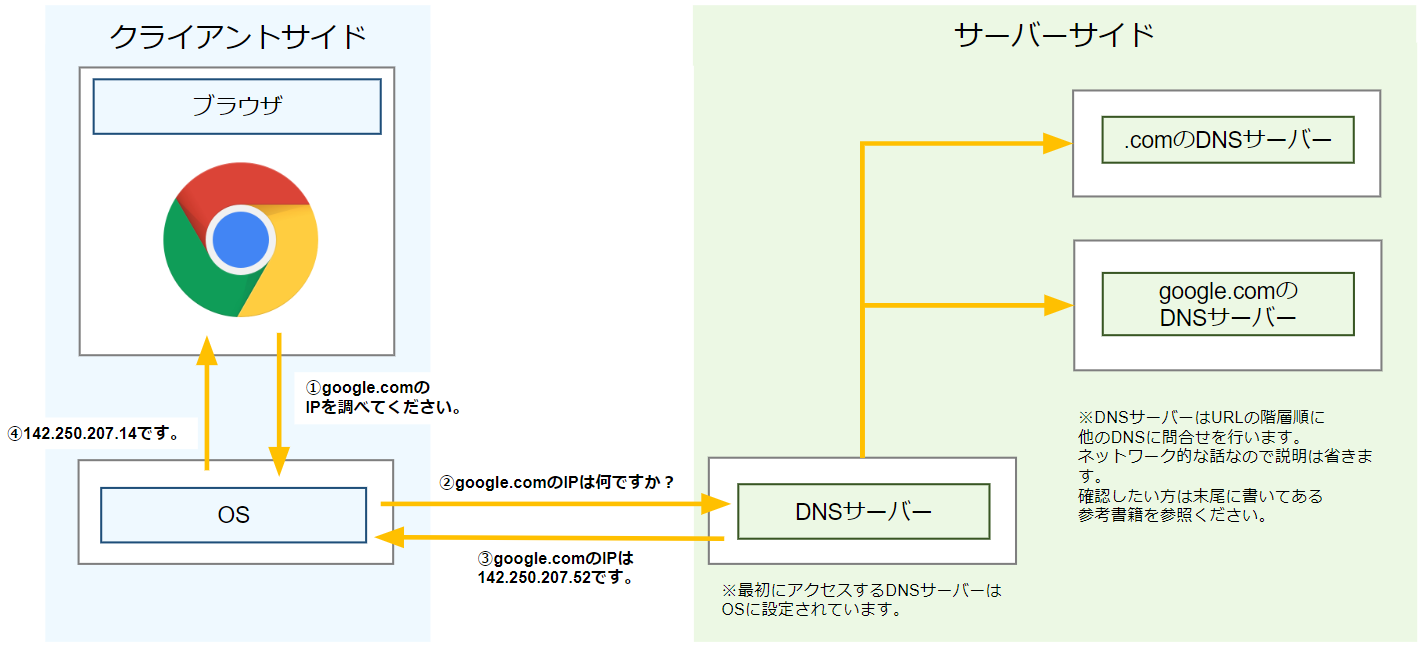 クライアントサイド
ブラウザ
①google.comの
IPを調べてください。
④142.250.207.14です。
OS
②google.comのIPは何ですか？
③google.comのIPは
142.250.207.52です。
サーバーサイド
.comのDNSサーバー
google.comの
DNSサーバー
※DNSサーバーはURLの階層順に
他のDNSに問合せを行います。
ネットワーク的な話なので説明は省きま
す。
確認したい方は末尾に書いてある
参考書籍を参照ください。
DNSサーバー
※最初にアクセスするDNSサーバーは
OSに設定されています。